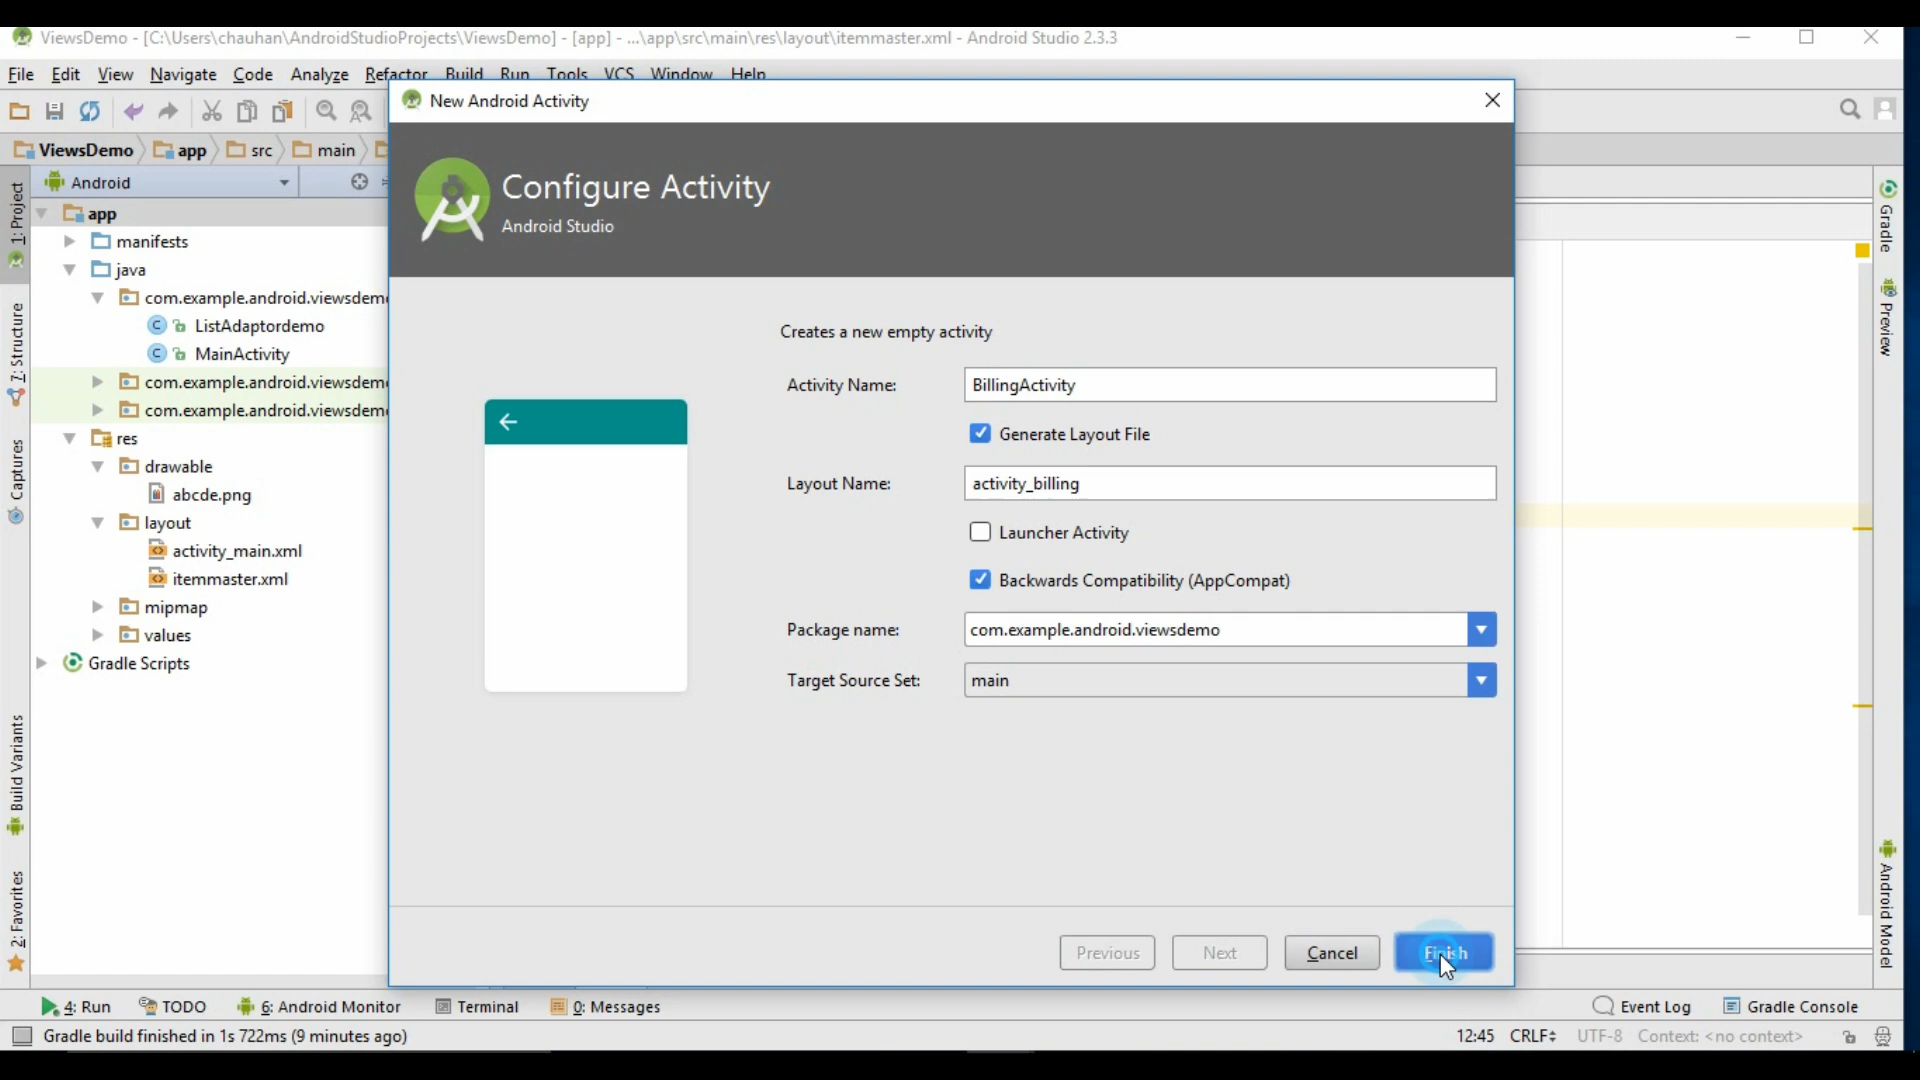 ViewsDemo - [C:\Users\chauhan\AndroidStudioProjects\ViewsDemo] - [app] - ...\app\src\main\res\layout\itemmaster.xml - Android Studio 2.3.3
File Edit View Navigate Code Analyze Refactor Build Run Tools VCS Window Help
New Android Activity
ViewsDemo app src main
Configure Activity
Android Studio
Android
app
manifests
java
com.example.android.viewsdemo
ListAdaptordemo
MainActivity
com.example.android.viewsdem
com.example.android.viewsdem
res
drawable
abcde.png
layout
activity_main.xml
itemmaster.xml
mipmap
values
Gradle Scripts
1: Project
7: Structure
Captures
Build Variants
2: Favorites
Creates a new empty activity
Activity Name: BillingActivity
Generate Layout File
Layout Name: activity_billing
Launcher Activity
Backwards Compatibility (AppCompat)
Package name: com.example.android.viewsdemo
Target Source Set: main
Previous Next Cancel Finish
Gradle
Preview
Android Model
4: Run TODO 6: Android Monitor Terminal 0: Messages Event Log Gradle Console
Gradle build finished in 1s 722ms (9 minutes ago) 12:45 CRLF UTF-8 Context: <no context>